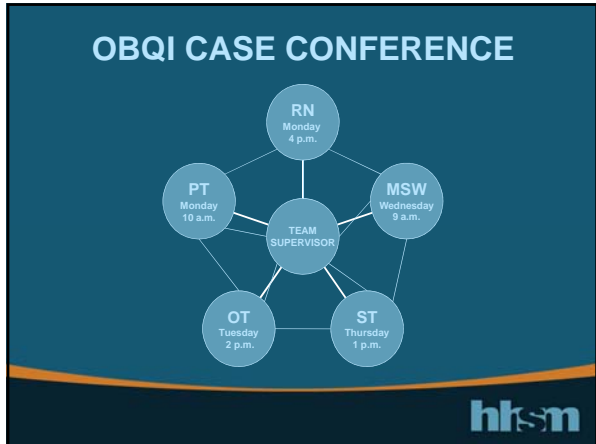 OBQI CASE CONFERENCE
RN
Monday
4 p.m.
PT
Monday
10 a.m.
MSW
Wednesday
9 a.m.
TEAM
SUPERVISOR
OT
Tuesday
2 p.m.
ST
Thursday
1 p.m.
hhsm